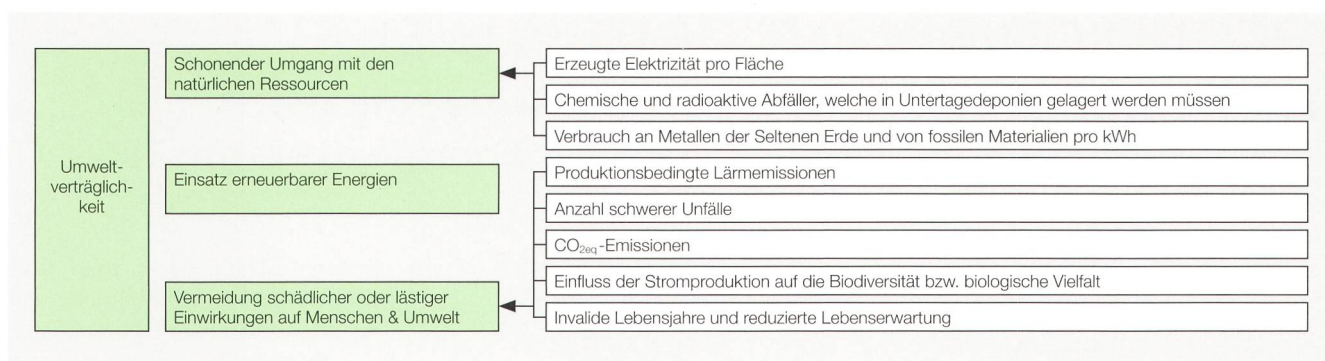 Umwelt-
verträglich-
keit
Schonender Umgang mit den
natürlichen Ressourcen
Einsatz erneuerbarer Energien
Vermeidung schädlicher oder lästiger
Einwirkungen auf Menschen & Umwelt
Erzeugte Elektrizität pro Fläche
Chemische und radioaktive Abfäller, welche in Untertagedeponien gelagert werden müssen
Verbrauch an Metallen der Seltenen Erde und von fossilen Materialien pro kWh
Produktionsbedingte Lärmemissionen
Anzahl schwerer Unfälle
CO2eq-Emissionen
Einfluss der Stromproduktion auf die Biodiversität bzw. biologische Vielfalt
Invalide Lebensjahre und reduzierte Lebenserwartung